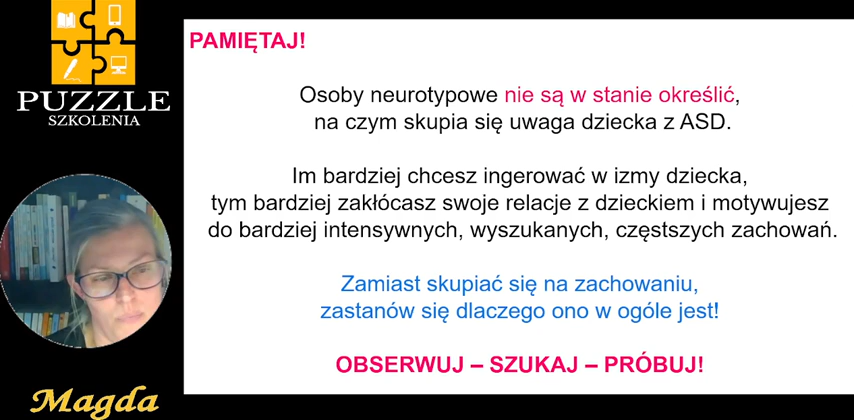 PUZZLE
SZKOLENIA
PAMIĘTAJ!
Osoby neurotypowe nie są w stanie określić,
na czym skupia się uwaga dziecka z ASD.
Im bardziej chcesz ingerować w izmy dziecka,
tym bardziej zakłócasz swoje relacje z dzieckiem i motywujesz
do bardziej intensywnych, wyszukanych, częstszych zachowań.
Zamiast skupiać się na zachowaniu,
zastanów się dlaczego ono w ogóle jest!
OBSERWUJ – SZUKAJ – PRÓBUJ!
Magda